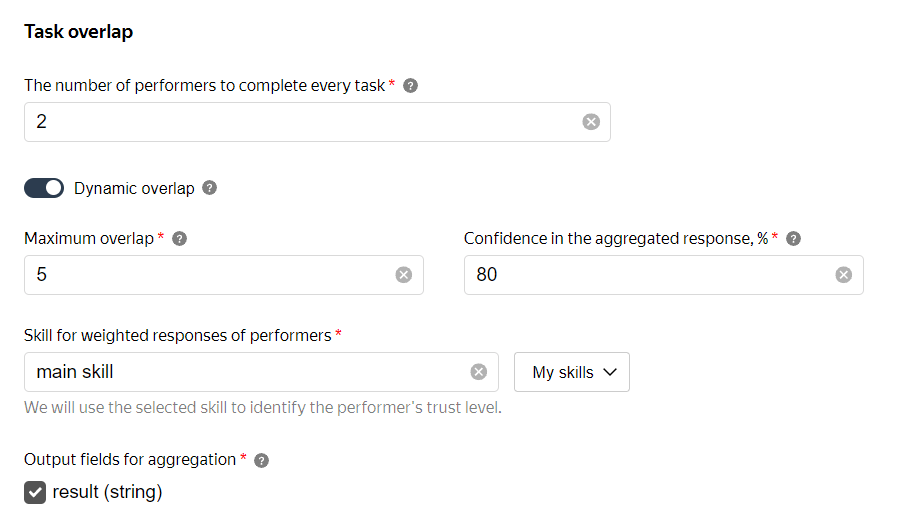 Task overlap
The number of performers to complete every task * ?
2
Dynamic overlap ?
Maximum overlap * ?
Confidence in the aggregated response, % * ?
5
80
Skill for weighted responses of performers *
main skill
My skills
We will use the selected skill to identify the performer's trust level.
Output fields for aggregation * ?
result (string)